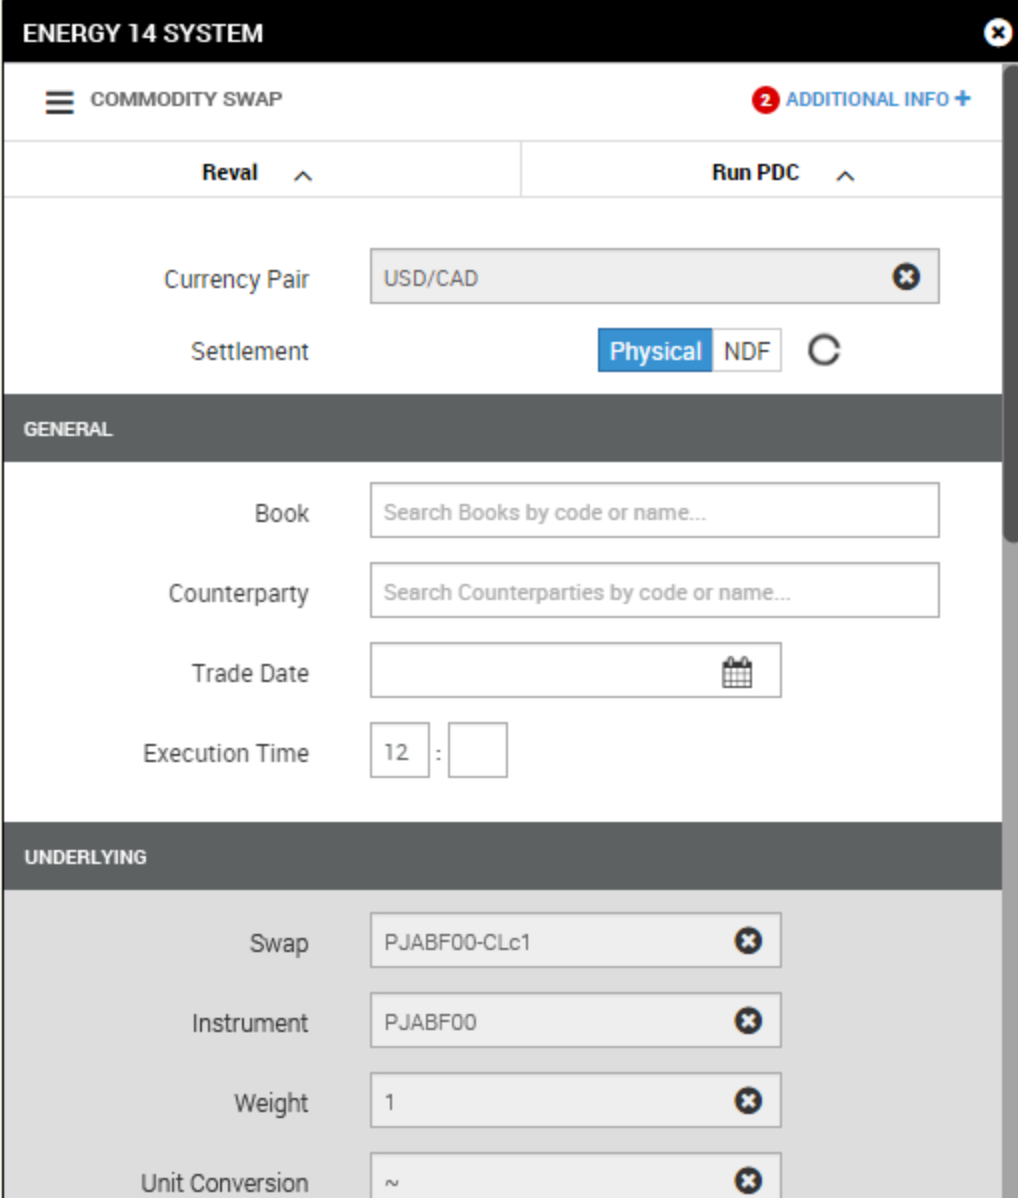 ENERGY 14 SYSTEM
COMMODITY SWAP 2 ADDITIONAL INFO +
Reval Run PDC
Currency Pair USD/CAD
Settlement Physical NDF
GENERAL
Book Search Books by code or name...
Counterparty Search Counterparties by code or name...
Trade Date
Execution Time 12 :
UNDERLYING
Swap PJABF00-CLc1
Instrument PJABF00
Weight 1
Unit Conversion ~